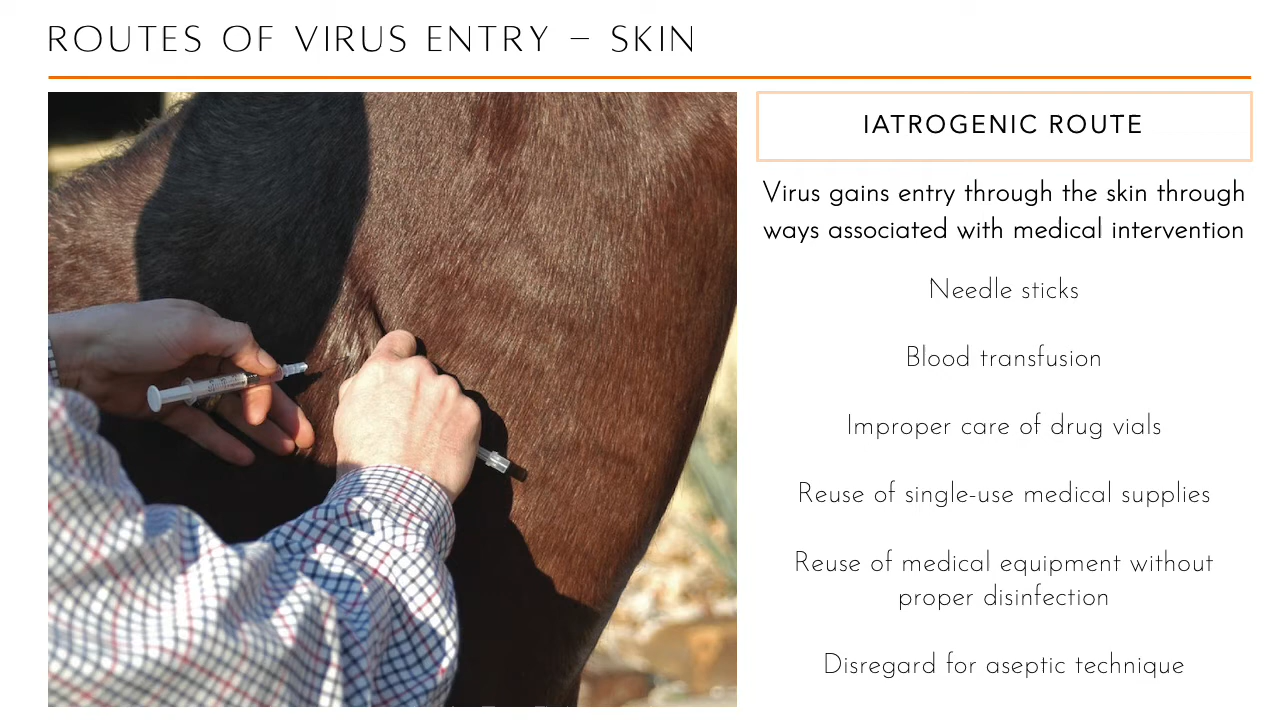 ROUTES OF VIRUS ENTRY – SKIN
IATROGENIC ROUTE
Virus gains entry through the skin through
ways associated with medical intervention
Needle sticks
Blood transfusion
Improper care of drug vials
Reuse of single-use medical supplies
Reuse of medical equipment without
proper disinfection
Disregard for aseptic technique